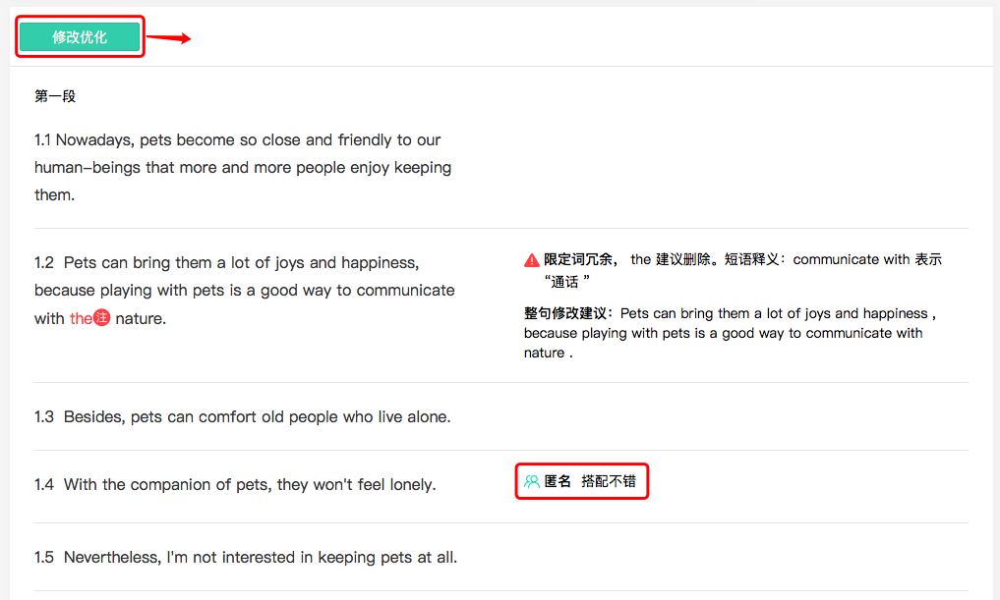 修改优化
第一段
1.1 Nowadays, pets become so close and friendly to our
human-beings that more and more people enjoy keeping
them.
1.2 Pets can bring them a lot of joys and happiness,
because playing with pets is a good way to communicate
with the注 nature.
限定词冗余， the 建议删除。短语释义：communicate with 表示
“通话 ”
整句修改建议：Pets can bring them a lot of joys and happiness ,
because playing with pets is a good way to communicate with
nature .
1.3 Besides, pets can comfort old people who live alone.
1.4 With the companion of pets, they won't feel lonely.
匿名 搭配不错
1.5 Nevertheless, I'm not interested in keeping pets at all.